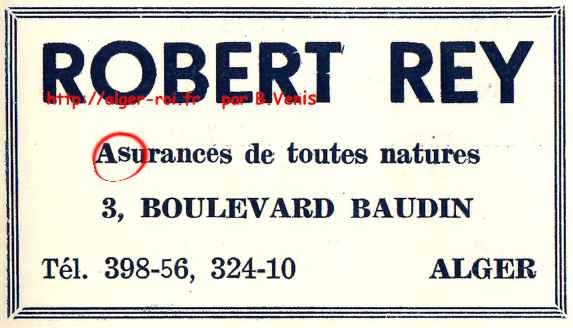 ROBERT REY
http://alger-roi.fr par B.Venis
Asurances de toutes natures
3, BOULEVARD BAUDIN
Tél. 398-56, 324-10 ALGER